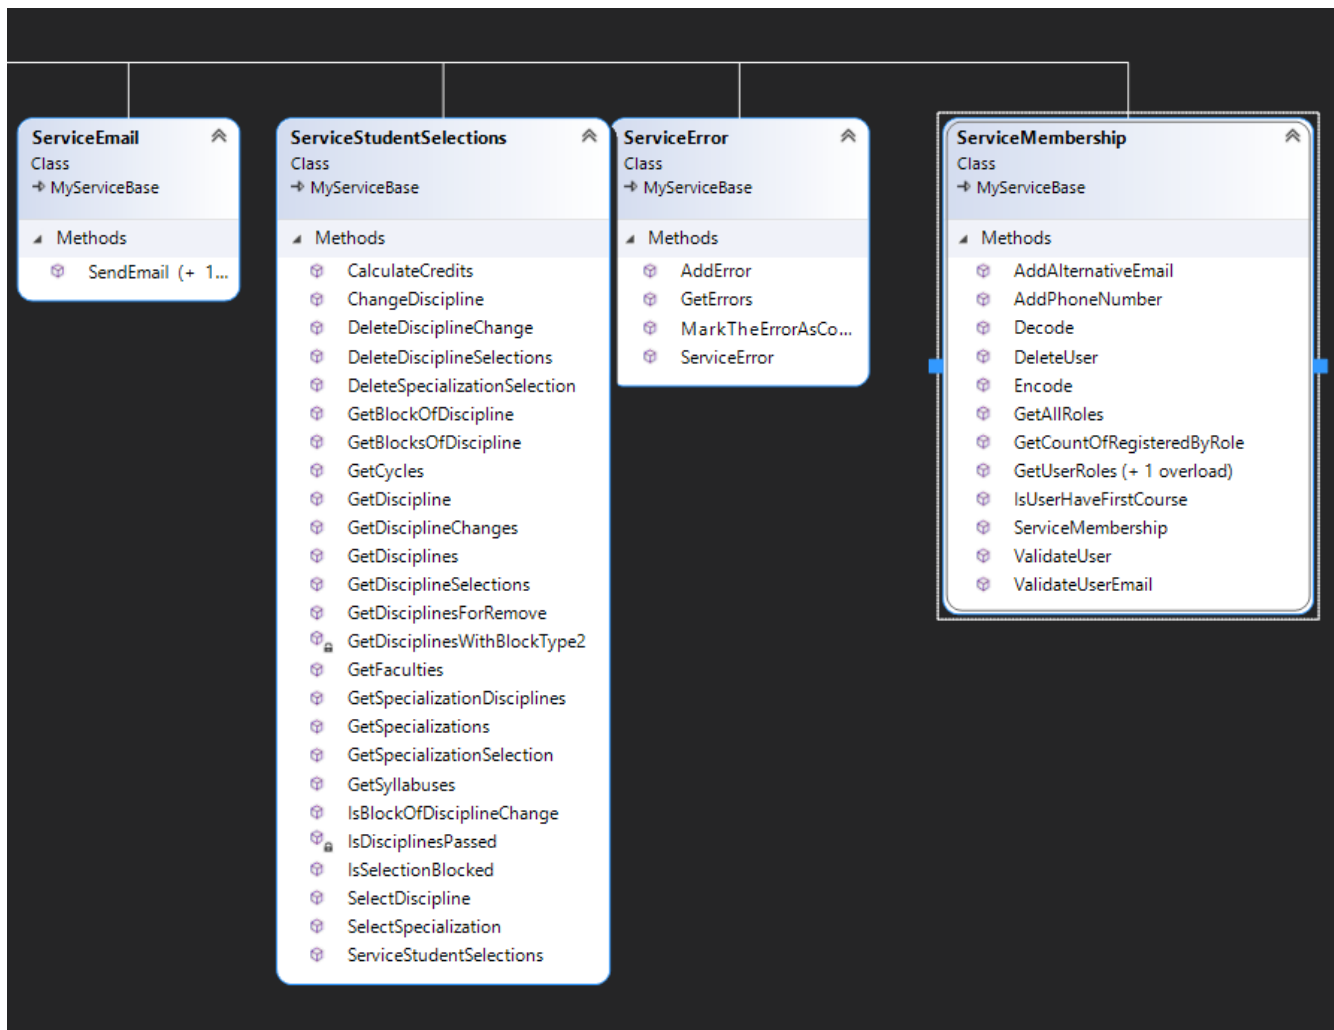 ServiceEmail
Class
MyServiceBase
Methods
SendEmail (+ 1...
ServiceStudentSelections
Class
MyServiceBase
Methods
CalculateCredits
ChangeDiscipline
DeleteDisciplineChange
DeleteDisciplineSelections
DeleteSpecializationSelection
GetBlockOfDiscipline
GetBlocksOfDiscipline
GetCycles
GetDiscipline
GetDisciplineChanges
GetDisciplines
GetDisciplineSelections
GetDisciplinesForRemove
GetDisciplinesWithBlockType2
GetFaculties
GetSpecializationDisciplines
GetSpecializations
GetSpecializationSelection
GetSyllabuses
IsBlockOfDisciplineChange
IsDisciplinesPassed
IsSelectionBlocked
SelectDiscipline
SelectSpecialization
ServiceStudentSelections
ServiceError
Class
MyServiceBase
Methods
AddError
GetErrors
MarkTheErrorAsCo...
ServiceError
ServiceMembership
Class
MyServiceBase
Methods
AddAlternativeEmail
AddPhoneNumber
Decode
DeleteUser
Encode
GetAllRoles
GetCountOfRegisteredByRole
GetUserRoles (+ 1 overload)
IsUserHaveFirstCourse
ServiceMembership
ValidateUser
ValidateUserEmail